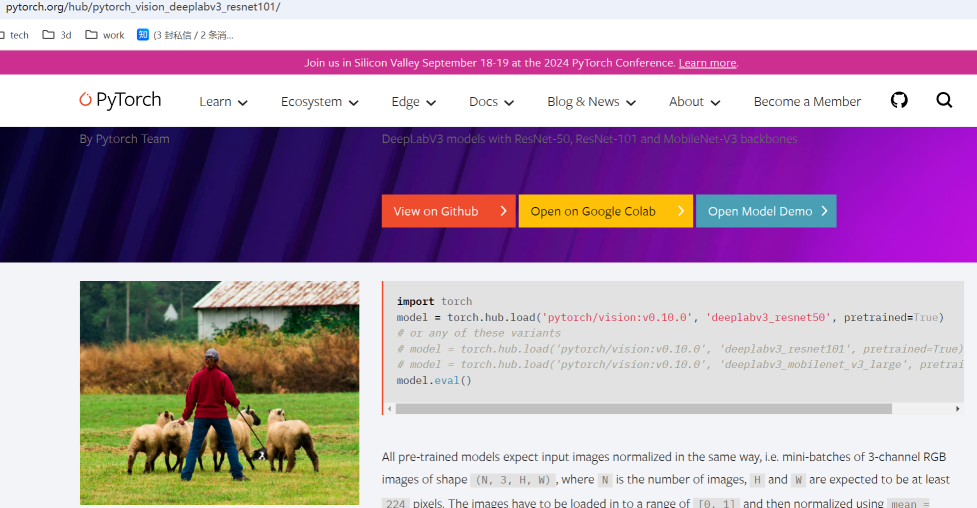 pytorch.org/hub/pytorch_vision_deeplabv3_resnet101/
tech 3d work 知 (3 封私信 / 2 条消...
Join us in Silicon Valley September 18-19 at the 2024 PyTorch Conference. Learn more.
PyTorch Learn Ecosystem Edge Docs Blog & News About Become a Member
By Pytorch Team
DeepLabV3 models with ResNet-50, ResNet-101 and MobileNet-V3 backbones
View on Github Open on Google Colab Open Model Demo
import torch
model = torch.hub.load('pytorch/vision:v0.10.0', 'deeplabv3_resnet50', pretrained=True)
# or any of these variants
# model = torch.hub.load('pytorch/vision:v0.10.0', 'deeplabv3_resnet101', pretrained=True)
# model = torch.hub.load('pytorch/vision:v0.10.0', 'deeplabv3_mobilenet_v3_large', pretrai
model.eval()
All pre-trained models expect input images normalized in the same way, i.e. mini-batches of 3-channel RGB
images of shape (N, 3, H, W), where N is the number of images, H and W are expected to be at least
224 pixels. The images have to be loaded in to a range of [0, 1] and then normalized using mean =